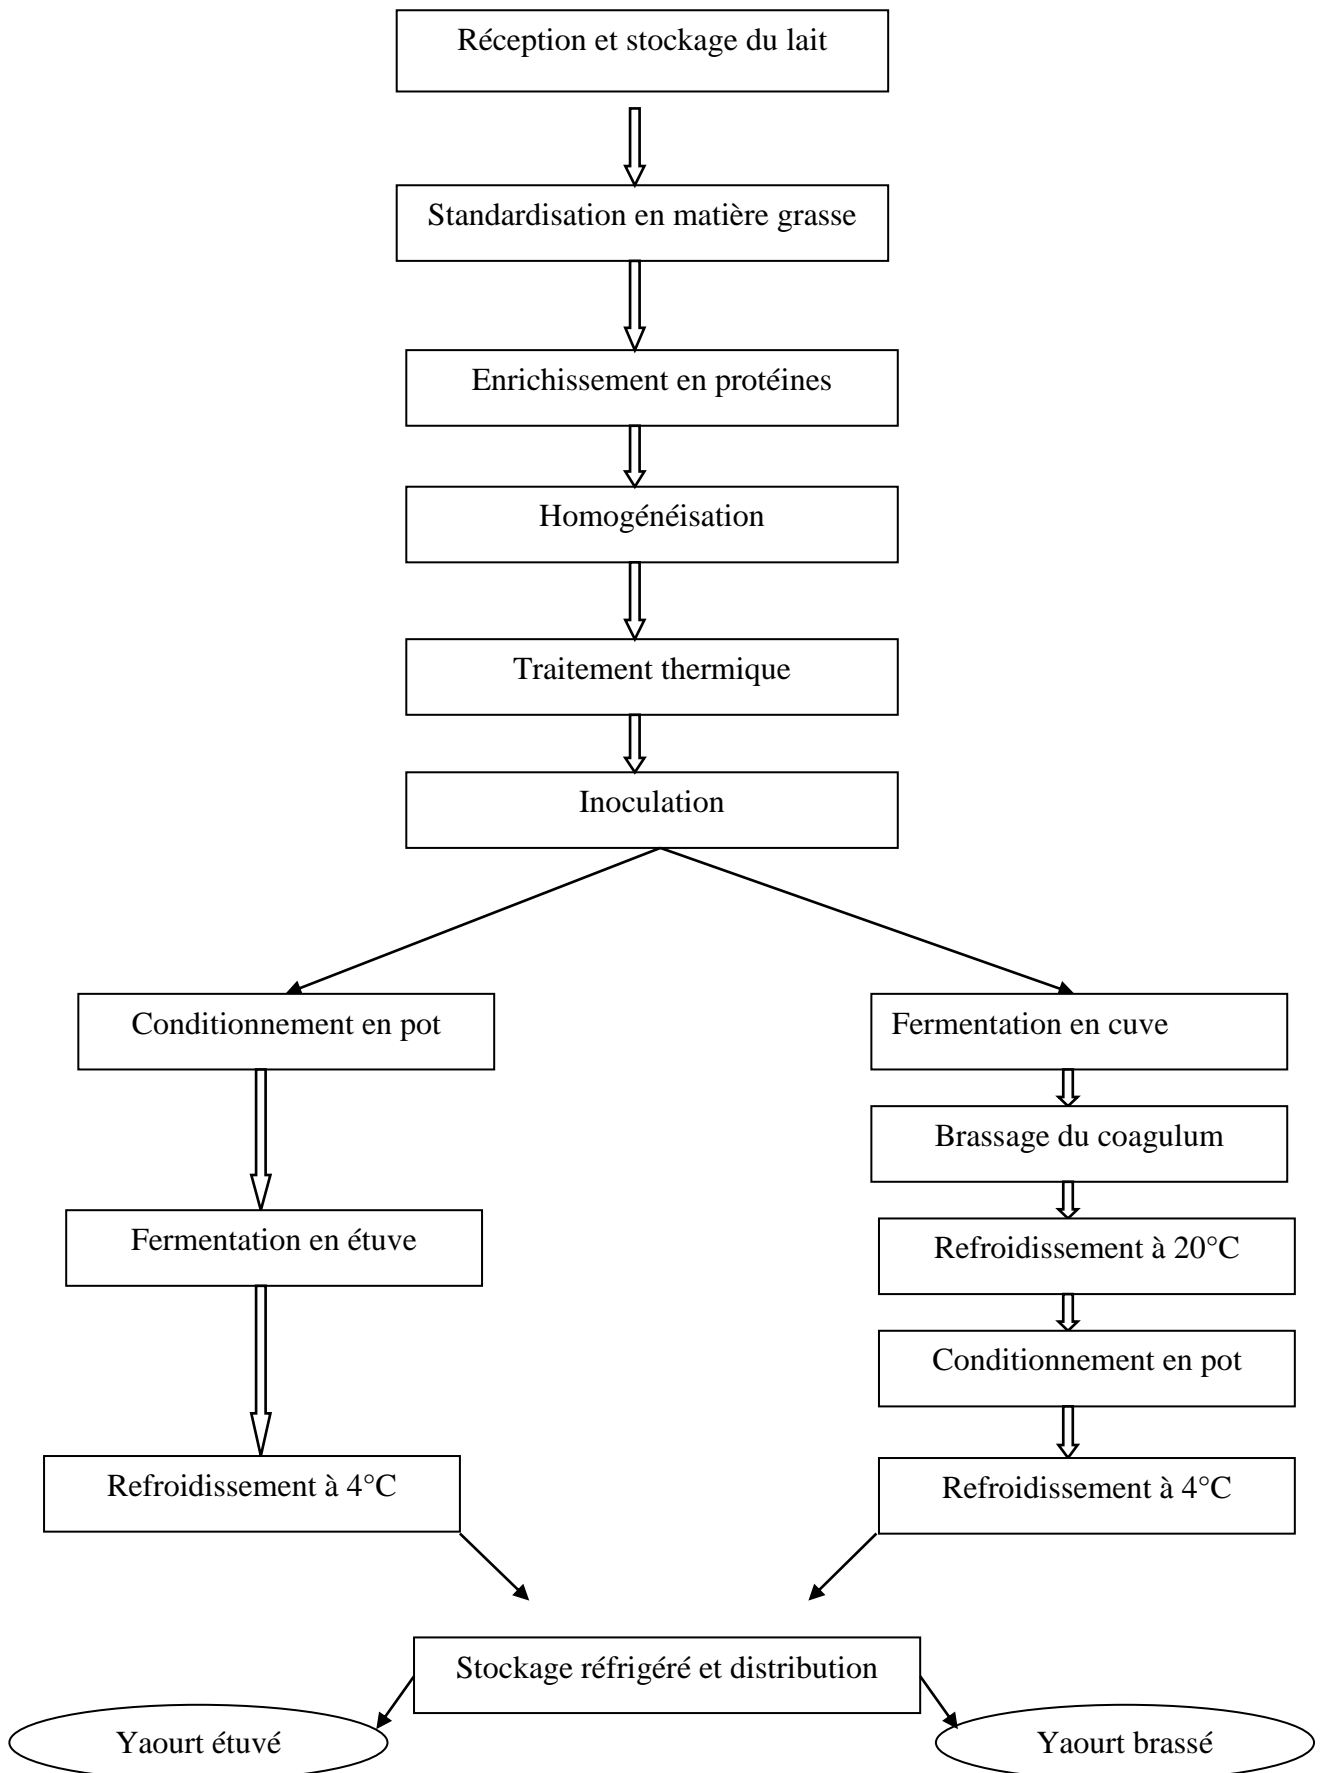 Réception et stockage du lait
Standardisation en matière grasse
Enrichissement en protéines
Homogénéisation
Traitement thermique
Inoculation
Conditionnement en pot
Fermentation en étuve
Refroidissement à 4°C
Fermentation en cuve
Brassage du coagulum
Refroidissement à 20°C
Conditionnement en pot
Refroidissement à 4°C
Stockage réfrigéré et distribution
Yaourt étuvé
Yaourt brassé